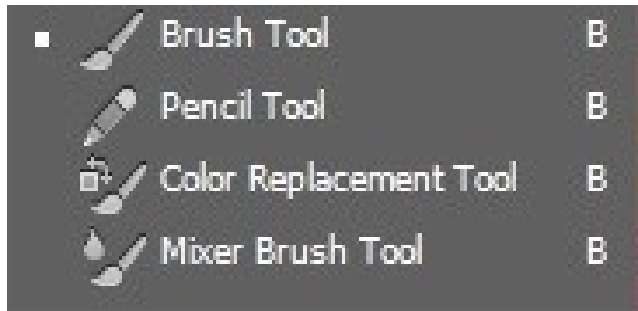 Brush Tool B
Pencil Tool B
Color Replacement Tool B
Mixer Brush Tool B